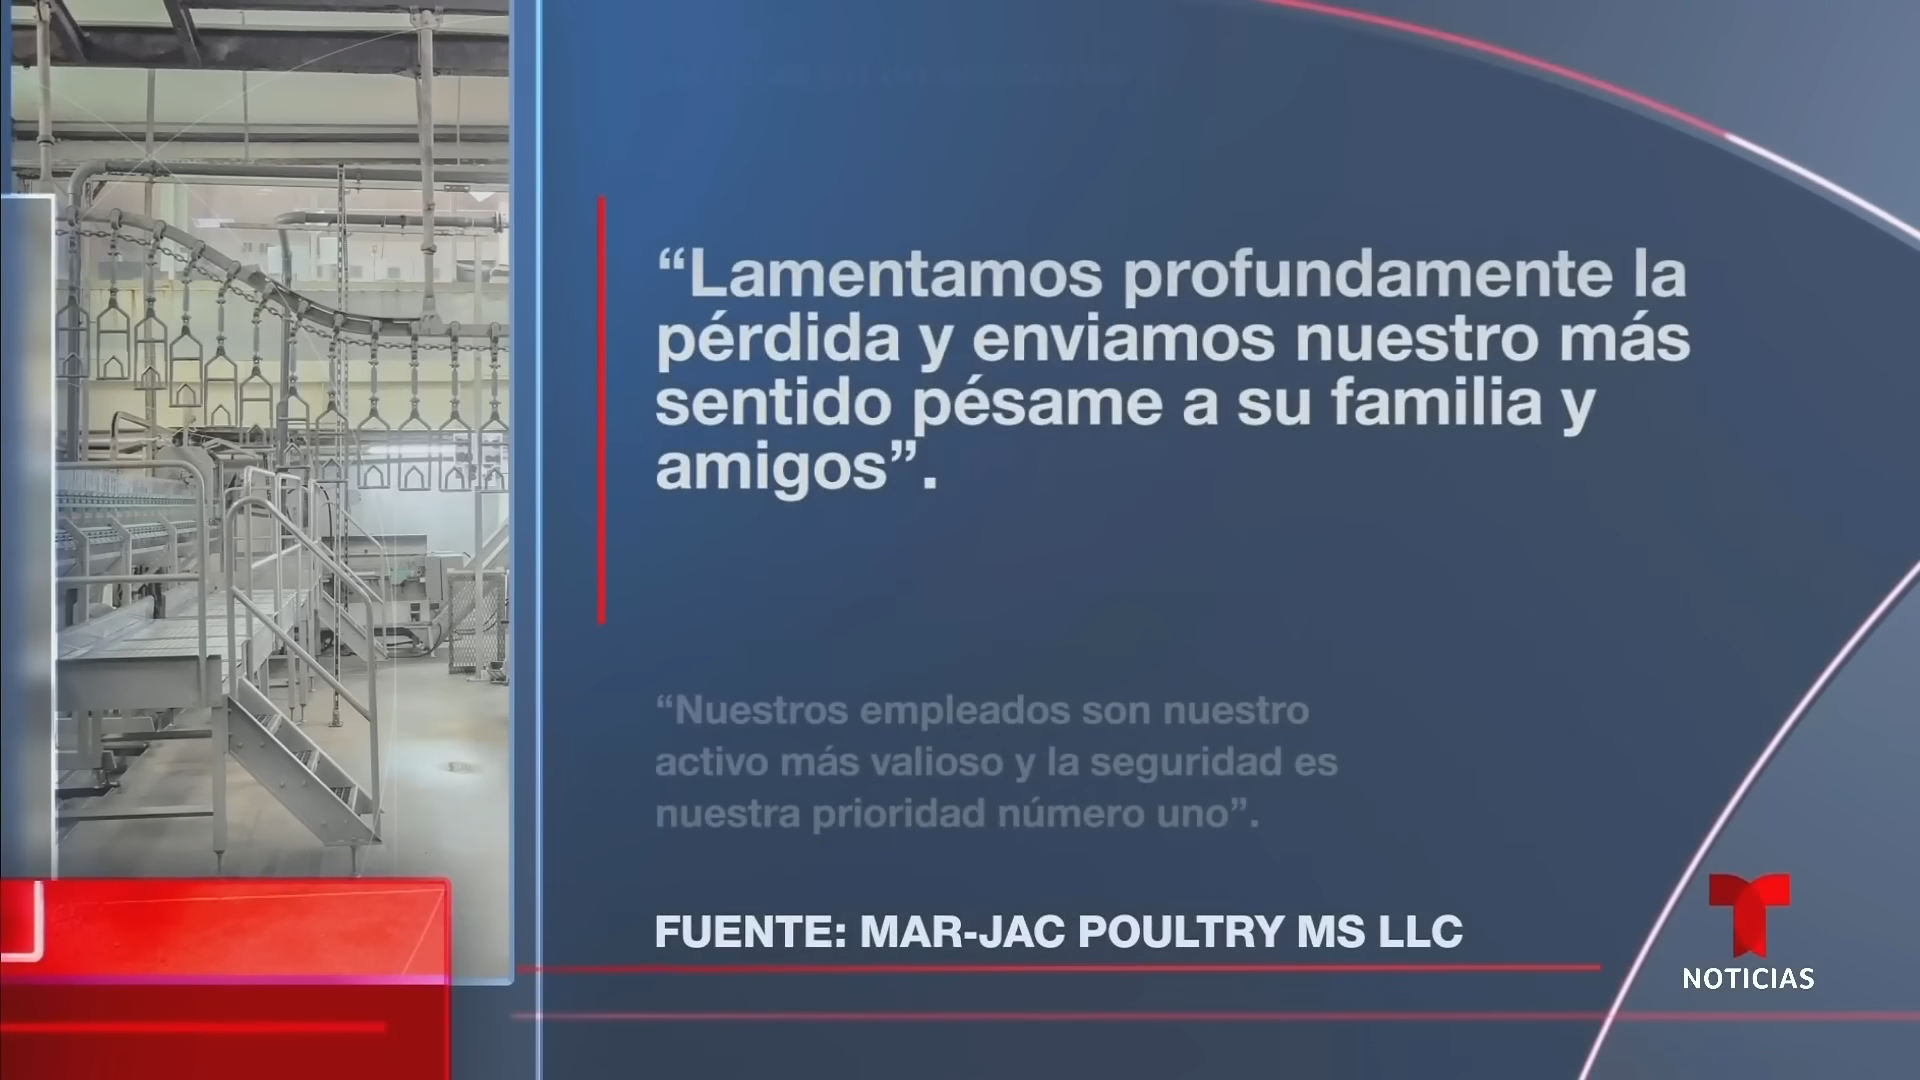 “Lamentamos profundamente la
pérdida y enviamos nuestro más
sentido pésame a su familia y
amigos”.
“Nuestros empleados son nuestro
activo más valioso y la seguridad es
nuestra prioridad número uno”.
FUENTE: MAR-JAC POULTRY MS LLC
NOTICIAS